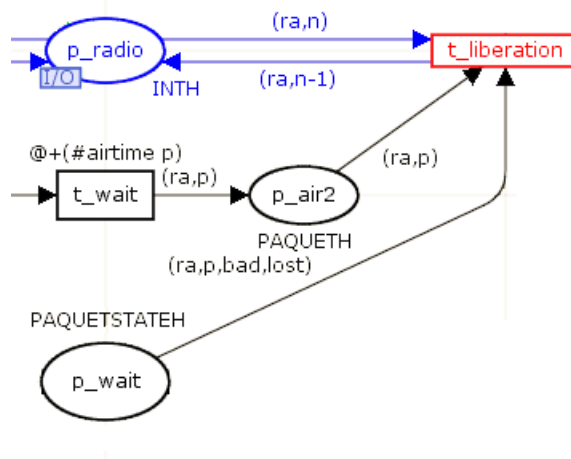 (ra,n)
p_radio
t_liberation
I/O
INTH
(ra,n-1)
@+(#airtime p)
(ra,p)
(ra,p)
t_wait
p_air2
PAQUETH
(ra,p,bad,lost)
PAQUETSTATEH
p_wait